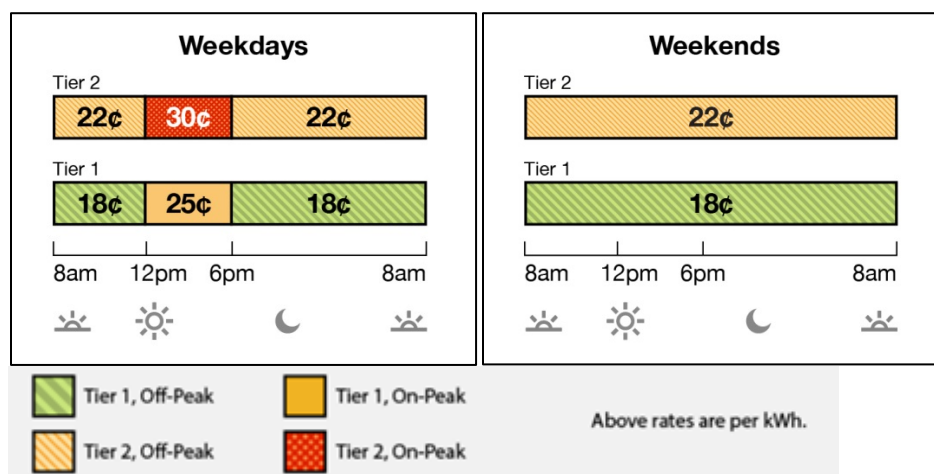 Weekdays
Tier 2
22¢ 30¢ 22¢
Tier 1
18¢ 25¢ 18¢
8am 12pm 6pm 8am
Weekends
Tier 2
22¢
Tier 1
18¢
8am 12pm 6pm 8am
Tier 1, Off-Peak
Tier 1, On-Peak
Tier 2, Off-Peak
Tier 2, On-Peak
Above rates are per kWh.